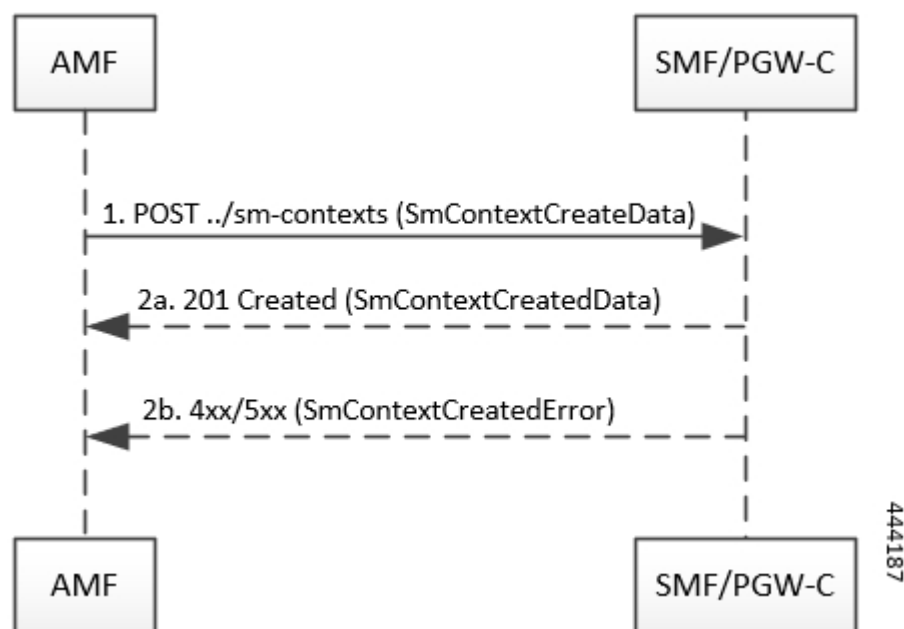 AMF
SMF/PGW-C
1. POST ../sm-contexts (SmContextCreateData)
2a. 201 Created (SmContextCreatedData)
2b. 4xx/5xx (SmContextCreatedError)
AMF
SMF/PGW-C
444187